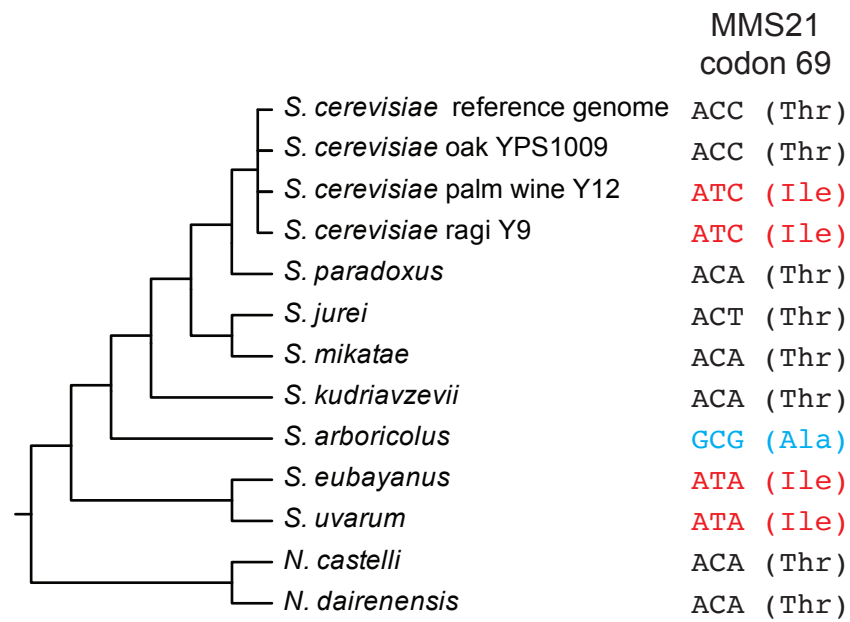 MMS21
codon 69
S. cerevisiae reference genome ACC (Thr)
S. cerevisiae oak YPS1009 ACC (Thr)
S. cerevisiae palm wine Y12 ATC (Ile)
S. cerevisiae ragi Y9 ATC (Ile)
S. paradoxus ACA (Thr)
S. jurei ACT (Thr)
S. mikatae ACA (Thr)
S. kudriavzevii ACA (Thr)
S. arboricolus GCG (Ala)
S. eubayanus ATA (Ile)
S. uvarum ATA (Ile)
N. castelli ACA (Thr)
N. dairenensis ACA (Thr)